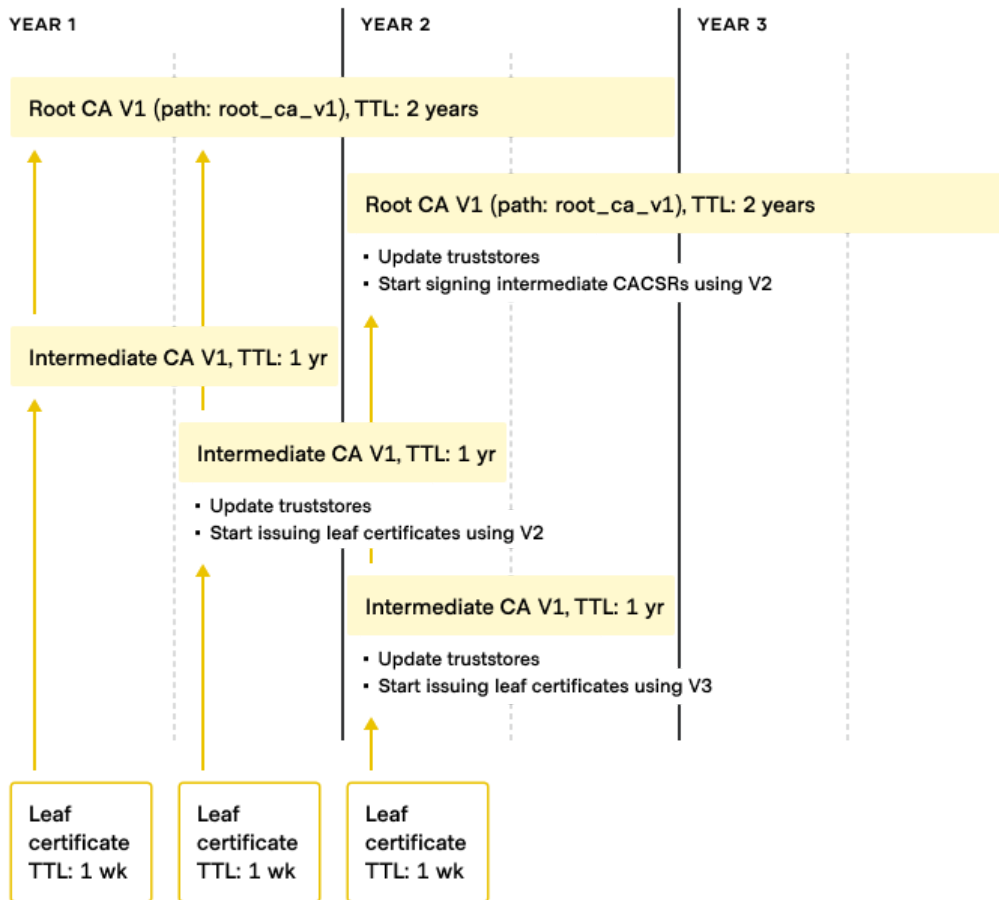 YEAR 1
YEAR 2
YEAR 3
Root CA V1 (path: root_ca_v1), TTL: 2 years
Root CA V1 (path: root_ca_v1), TTL: 2 years
▪ Update truststores
▪ Start signing intermediate CACSRs using V2
Intermediate CA V1, TTL: 1 yr
Intermediate CA V1, TTL: 1 yr
▪ Update truststores
▪ Start issuing leaf certificates using V2
Intermediate CA V1, TTL: 1 yr
▪ Update truststores
▪ Start issuing leaf certificates using V3
Leaf
certificate
TTL: 1 wk
Leaf
certificate
TTL: 1 wk
Leaf
certificate
TTL: 1 wk